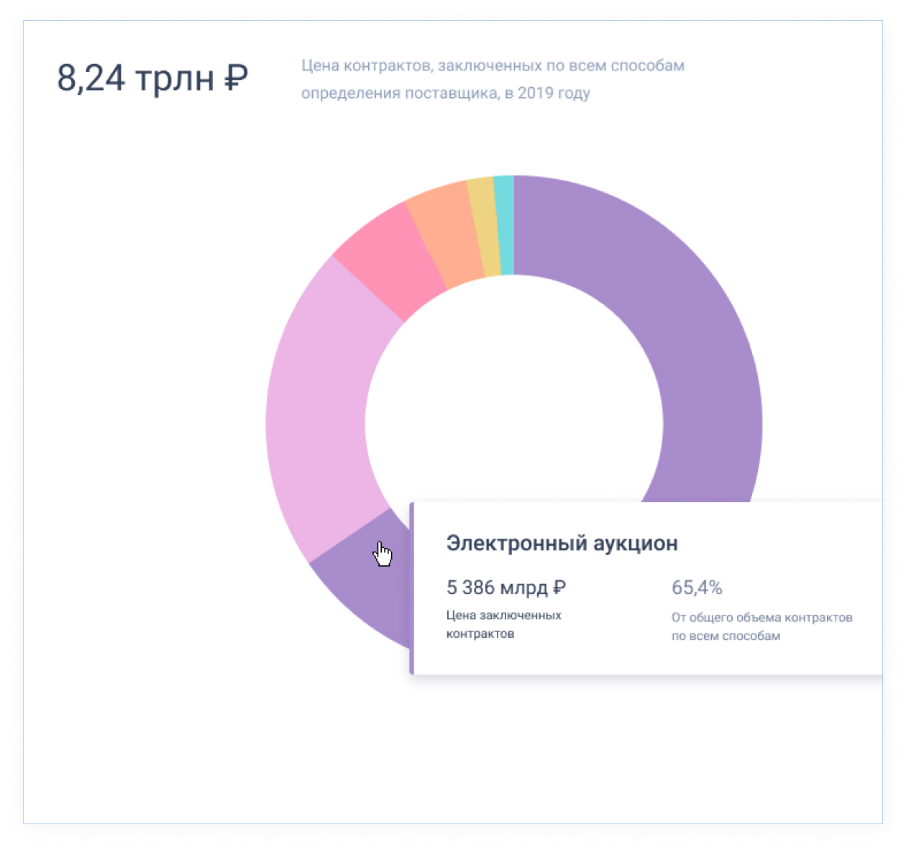 8,24 трлн ₽
Цена контрактов, заключенных по всем способам
определения поставщика, в 2019 году
Электронный аукцион
5 386 млрд ₽
Цена заключенных
контрактов
65,4%
От общего объема контрактов
по всем способам